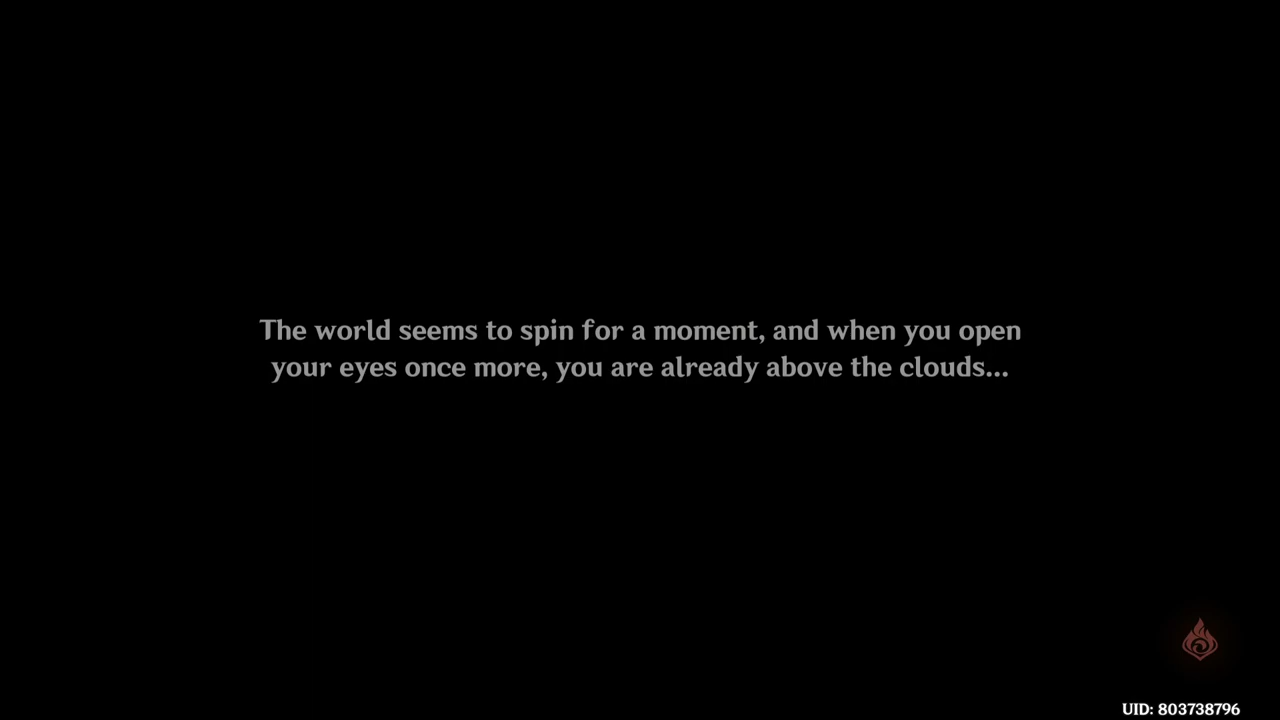 The world seems to spin for a moment, and when you open
your eyes once more, you are already above the clouds...
UID: 803738796